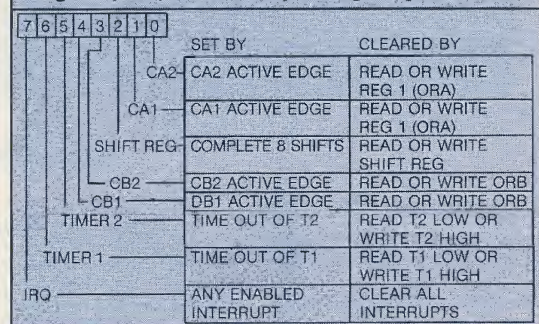 7 6 5 4 3 2 1 0
SET BY CLEARED BY
CA2 CA2 ACTIVE EDGE READ OR WRITE
REG 1 (ORA)
CA1 CA1 ACTIVE EDGE READ OR WRITE
REG 1 (ORA)
SHIFT REG COMPLETE 8 SHIFTS READ OR WRITE
SHIFT REG
CB2 CB2 ACTIVE EDGE READ OR WRITE ORB
CB1 DB1 ACTIVE EDGE READ OR WRITE ORB
TIMER 2 TIME OUT OF T2 READ T2 LOW OR
WRITE T2 HIGH
TIMER 1 TIME OUT OF T1 READ T1 LOW OR
WRITE T1 HIGH
IRQ ANY ENABLED CLEAR ALL
INTERRUPT INTERRUPTS